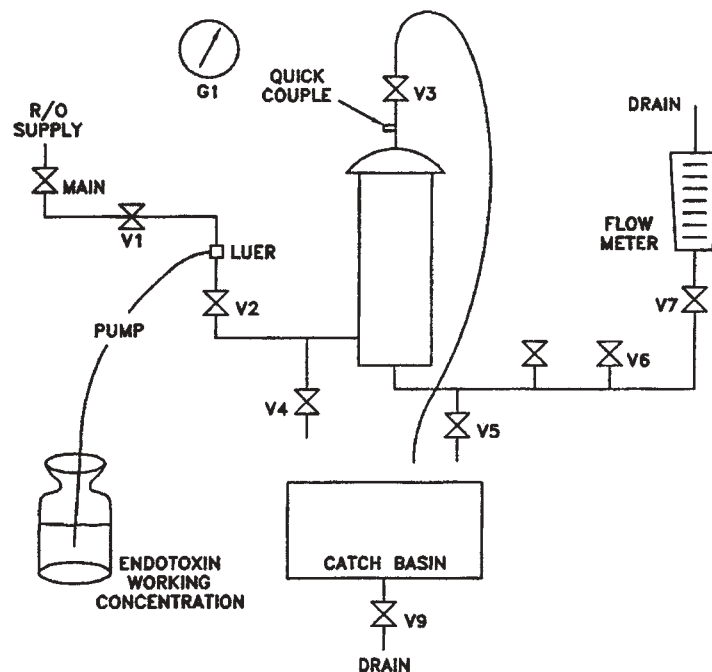 G1
QUICK
COUPLE
V3
R/O
SUPPLY
DRAIN
MAIN
V1
LUER
FLOW
METER
V2
V7
PUMP
V6
V4
V5
CATCH BASIN
ENDOTOXIN
WORKING
CONCENTRATION
V9
DRAIN